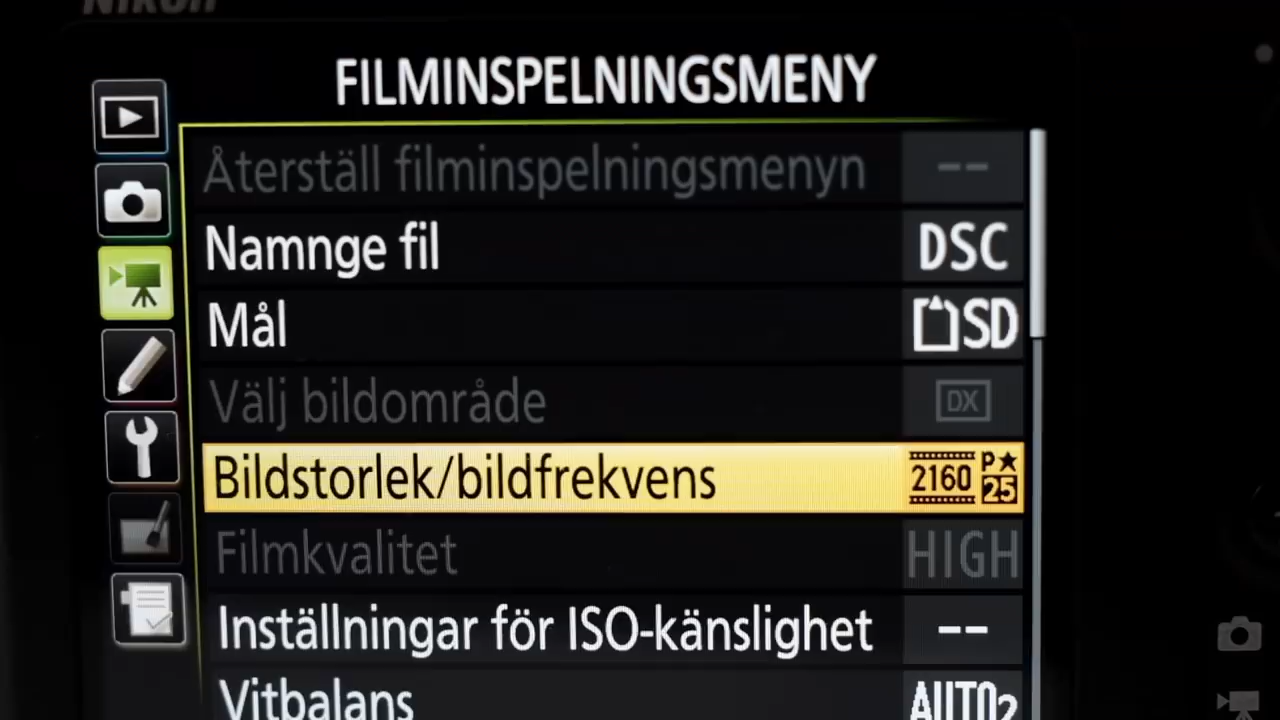 Nikon
FILMINSPELNINGSMENY
Återställ filminspelningsmenyn --
Namnge fil DSC
Mål SD
Välj bildområde DX
Bildstorlek/bildfrekvens 2160 P★ 25
Filmkvalitet HIGH
Inställningar för ISO-känslighet --
Vitbalans AUTO2